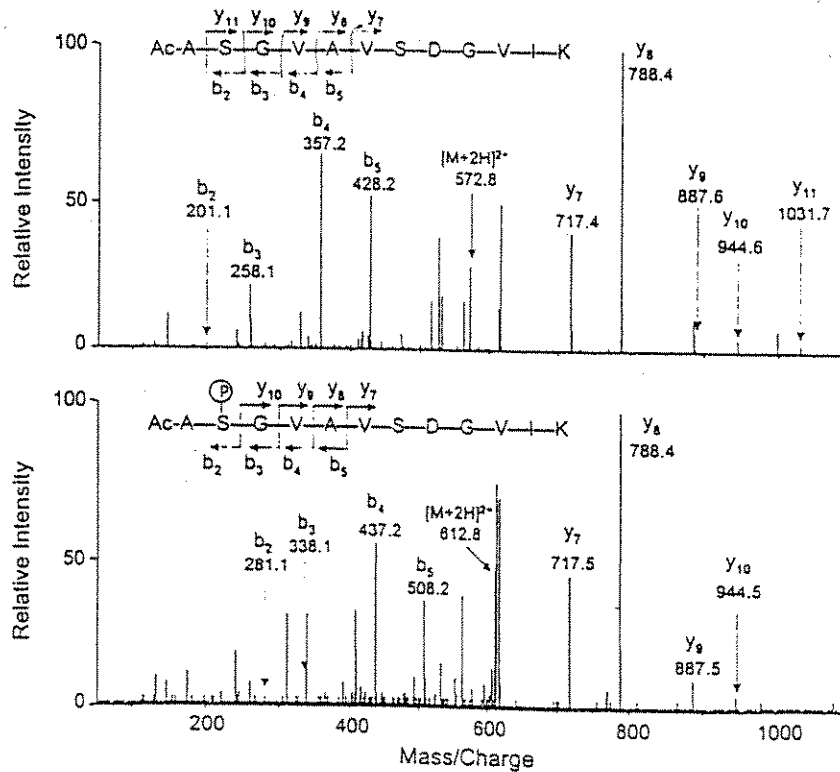 y₁₁ y₁₀ y₉ y₈ y₇
Ac-A-S-G-V-A-V-S-D-G-V-I-K
b₂ b₃ b₄ b₅
Relative Intensity
100
50
0
b₂
201.1
b₃
258.1
b₄
357.2
b₅
428.2
[M+2H]²⁺
572.8
y₇
717.4
y₈
788.4
y₉
887.6
y₁₀
944.6
y₁₁
1031.7
P
y₁₀ y₉ y₈ y₇
Ac-A-S-G-V-A-V-S-D-G-V-I-K
b₂ b₃ b₄ b₅
Relative Intensity
100
50
0
b₂
281.1
b₃
338.1
b₄
437.2
b₅
508.2
[M+2H]²⁺
612.8
y₇
717.5
y₈
788.4
y₉
887.5
y₁₀
944.5
200 400 600 800 1000
Mass/Charge